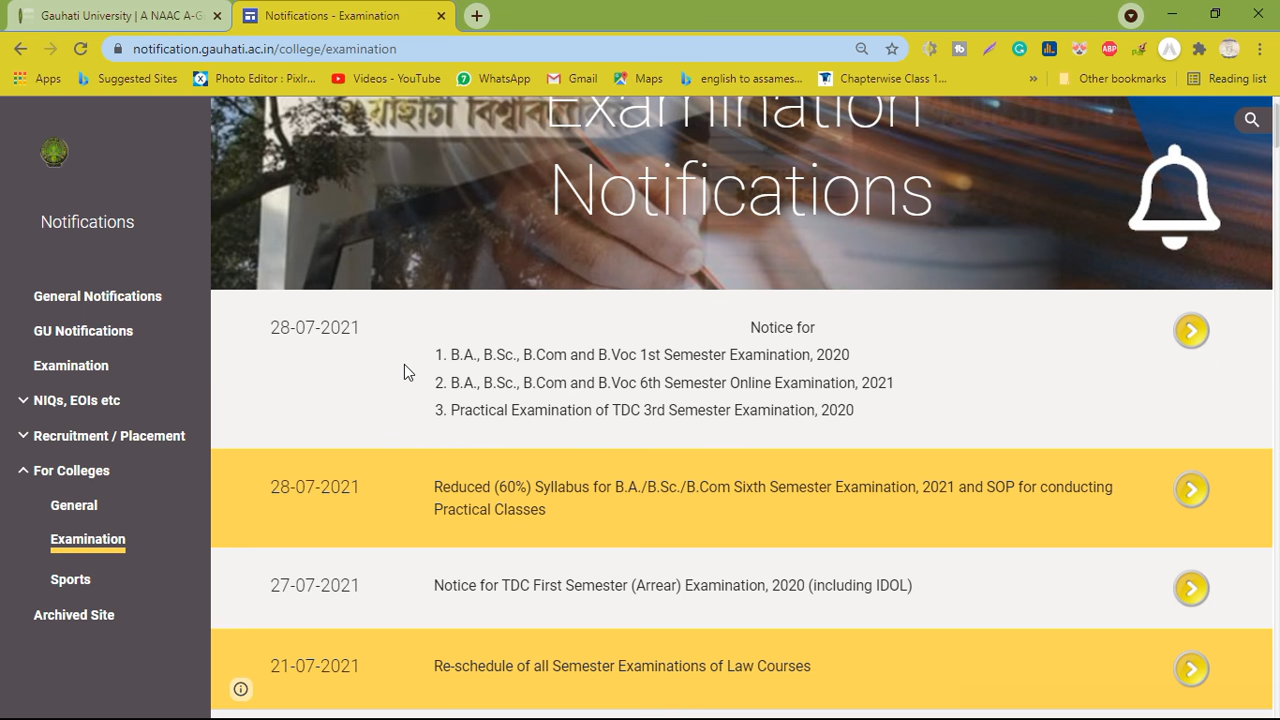 Gauhati University | A NAAC A-G
Notifications - Examination
notification.gauhati.ac.in/college/examination
Apps
Suggested Sites
Photo Editor : Pixlr...
Videos - YouTube
WhatsApp
Gmail
Maps
english to assames...
Chapterwise Class 1...
»
Other bookmarks
Reading list
Notifications
General Notifications
GU Notifications
Examination
NIQs, EOIs etc
Recruitment / Placement
For Colleges
General
Examination
Sports
Archived Site
Examination
Notifications
28-07-2021
Notice for
1. B.A., B.Sc., B.Com and B.Voc 1st Semester Examination, 2020
2. B.A., B.Sc., B.Com and B.Voc 6th Semester Online Examination, 2021
3. Practical Examination of TDC 3rd Semester Examination, 2020
28-07-2021
Reduced (60%) Syllabus for B.A./B.Sc./B.Com Sixth Semester Examination, 2021 and SOP for conducting
Practical Classes
27-07-2021
Notice for TDC First Semester (Arrear) Examination, 2020 (including IDOL)
21-07-2021
Re-schedule of all Semester Examinations of Law Courses